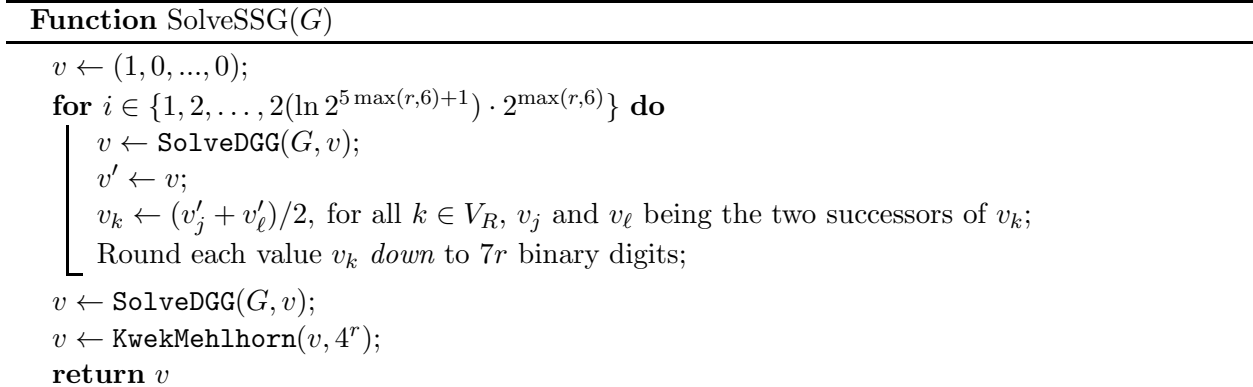 Function SolveSSG(G)
v ← (1, 0, ..., 0);
for i ∈ {1, 2, . . . , 2(ln 2^{5 max(r,6)+1}) · 2^{max(r,6)}} do
v ← SolveDGG(G, v);
v′ ← v;
v_k ← (v′_j + v′_ℓ)/2, for all k ∈ V_R, v_j and v_ℓ being the two successors of v_k;
Round each value v_k down to 7r binary digits;
v ← SolveDGG(G, v);
v ← KwekMehlhorn(v, 4^r);
return v